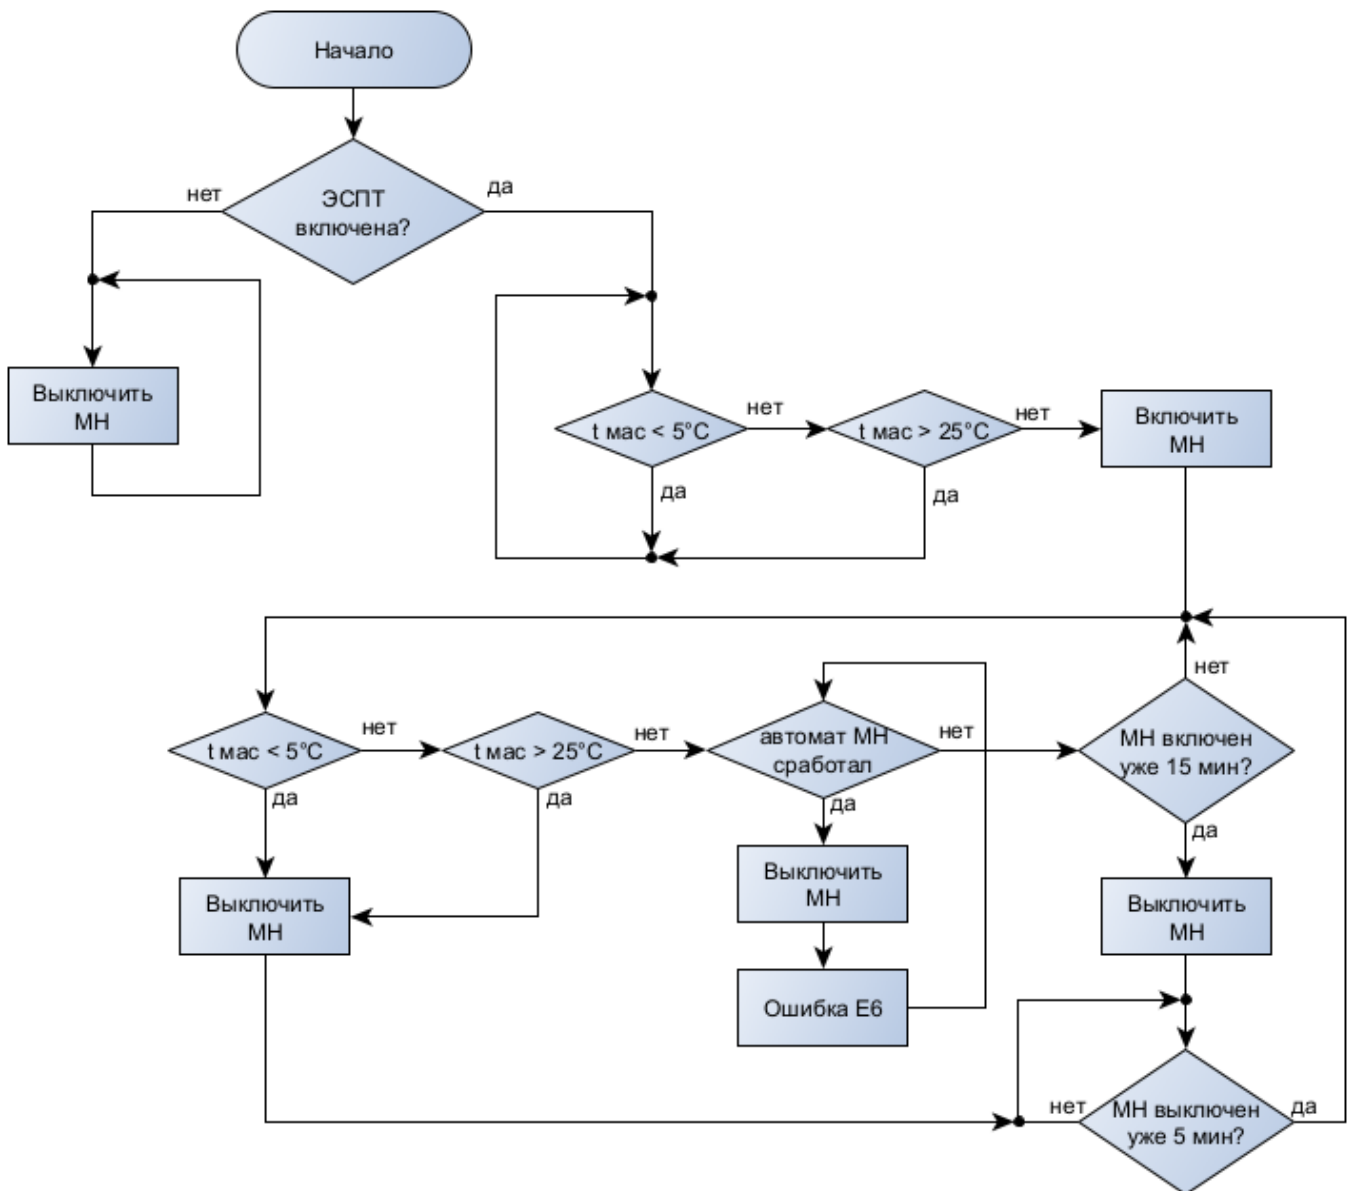 Начало
ЭСПТ
включена?
нет
да
Выключить
МН
t мас < 5°C
нет
t мас > 25°C
нет
Включить
МН
да
да
нет
t мас < 5°C
нет
t мас > 25°C
нет
автомат МН
сработал
нет
МН включен
уже 15 мин?
да
да
да
да
Выключить
МН
Выключить
МН
Выключить
МН
Ошибка E6
нет
МН выключен
уже 5 мин?
да